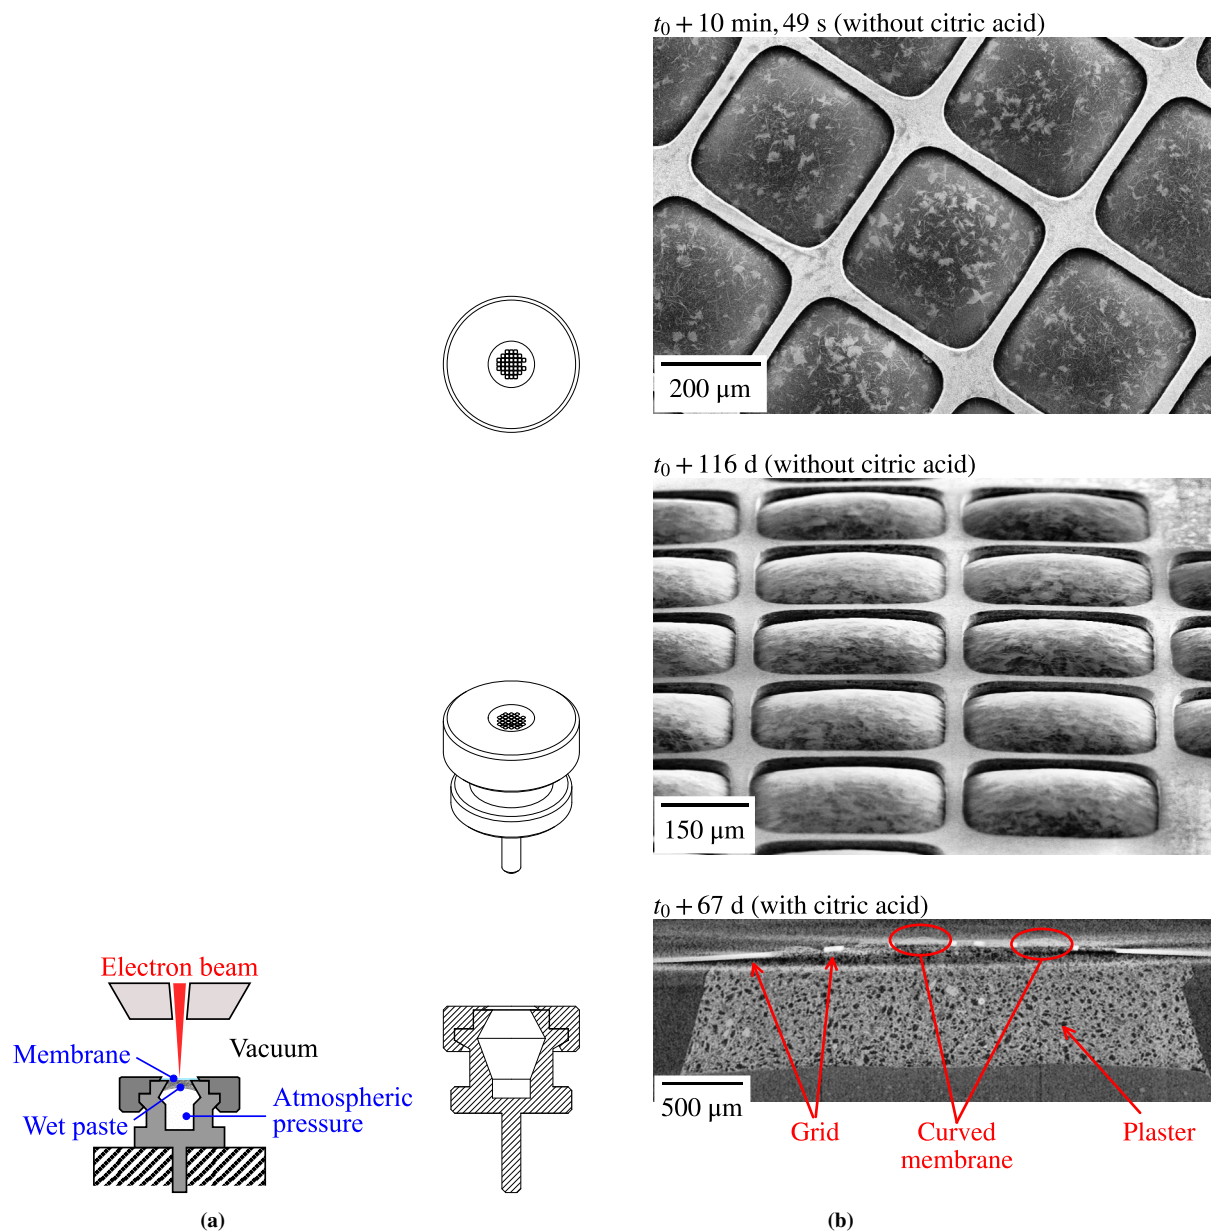 t₀ + 10 min, 49 s (without citric acid)
200 μm
t₀ + 116 d (without citric acid)
150 μm
t₀ + 67 d (with citric acid)
500 μm
Grid
Curved
membrane
Plaster
Electron beam
Membrane
Vacuum
Wet paste
Atmospheric
pressure
(a)
(b)